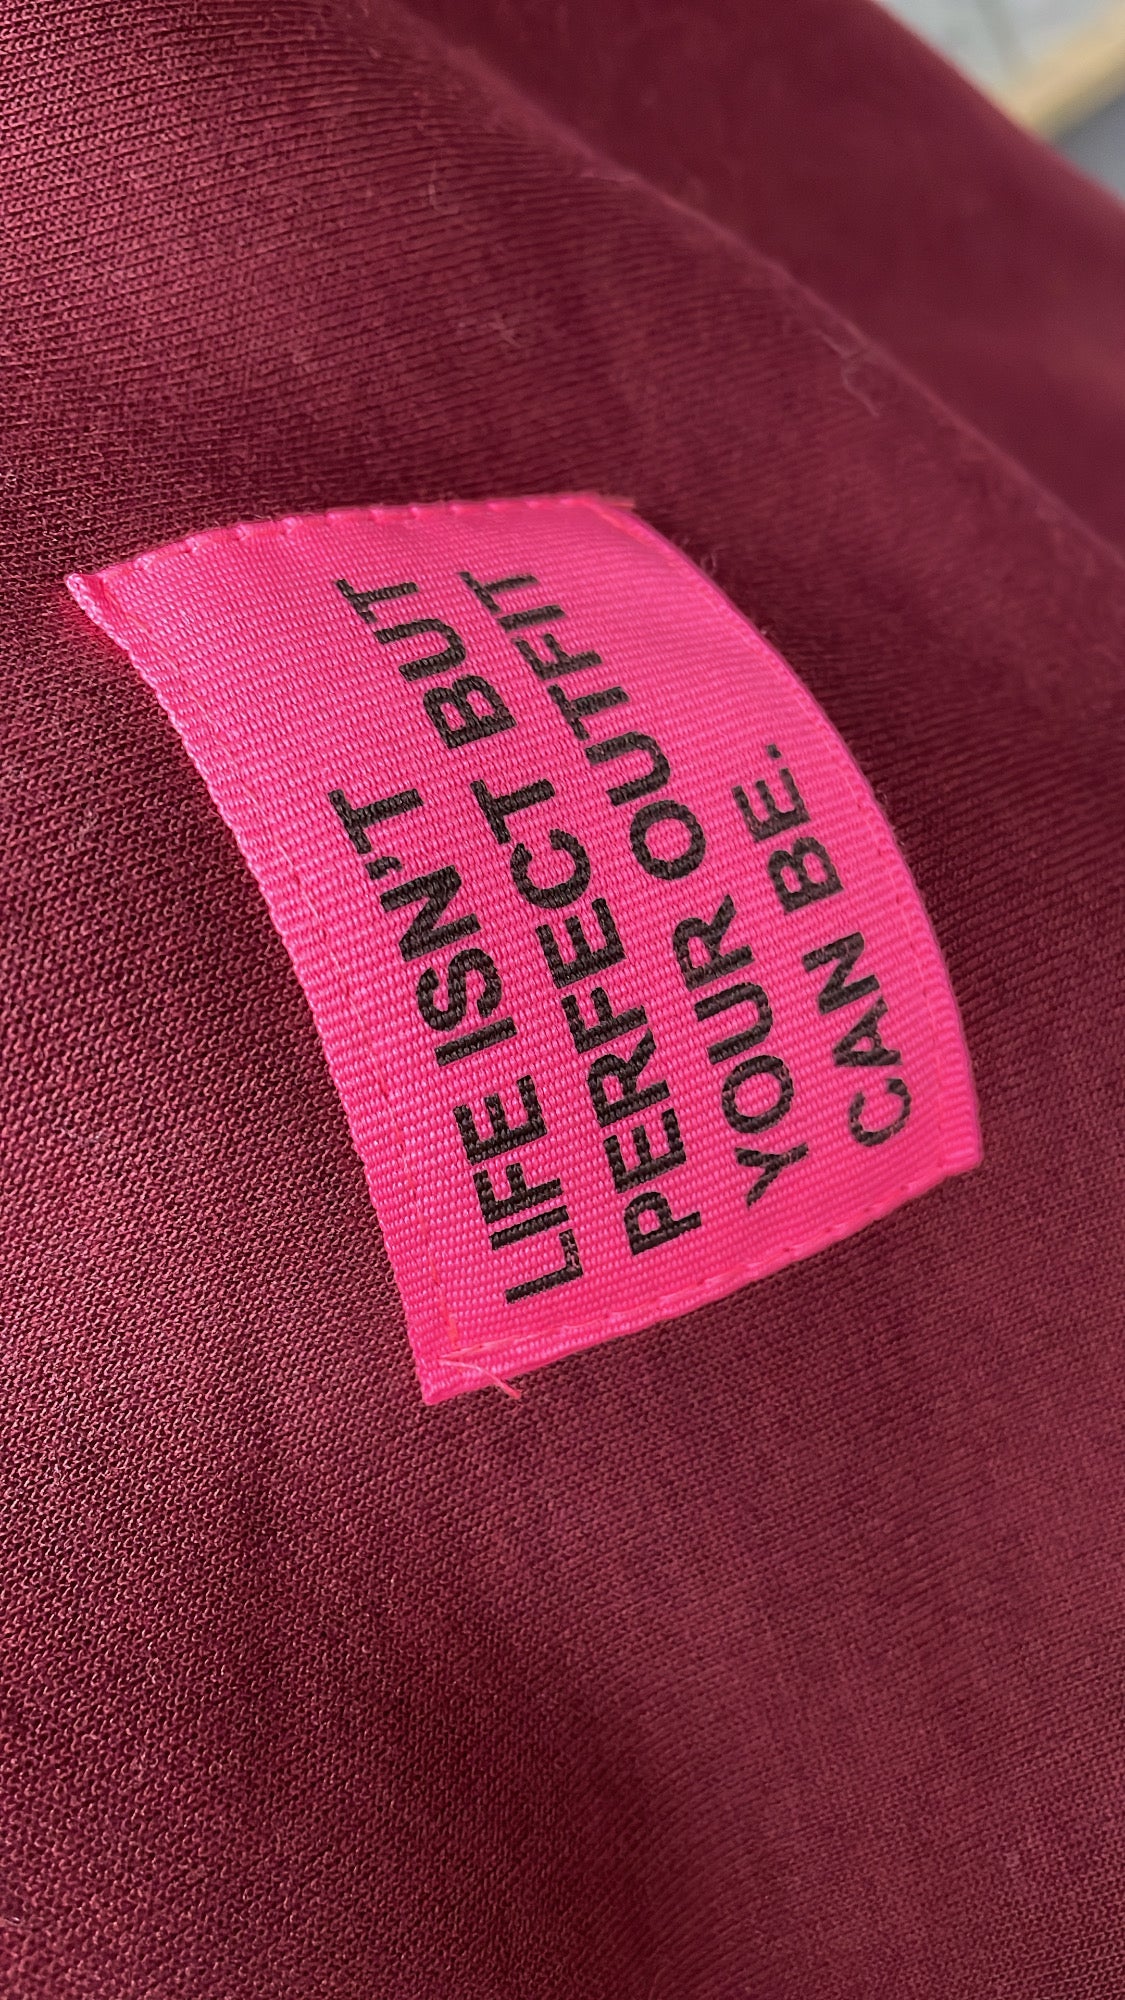 LIFE ISN'T BUT
PERFECT OUTFIT
YOUR
CAN BE.